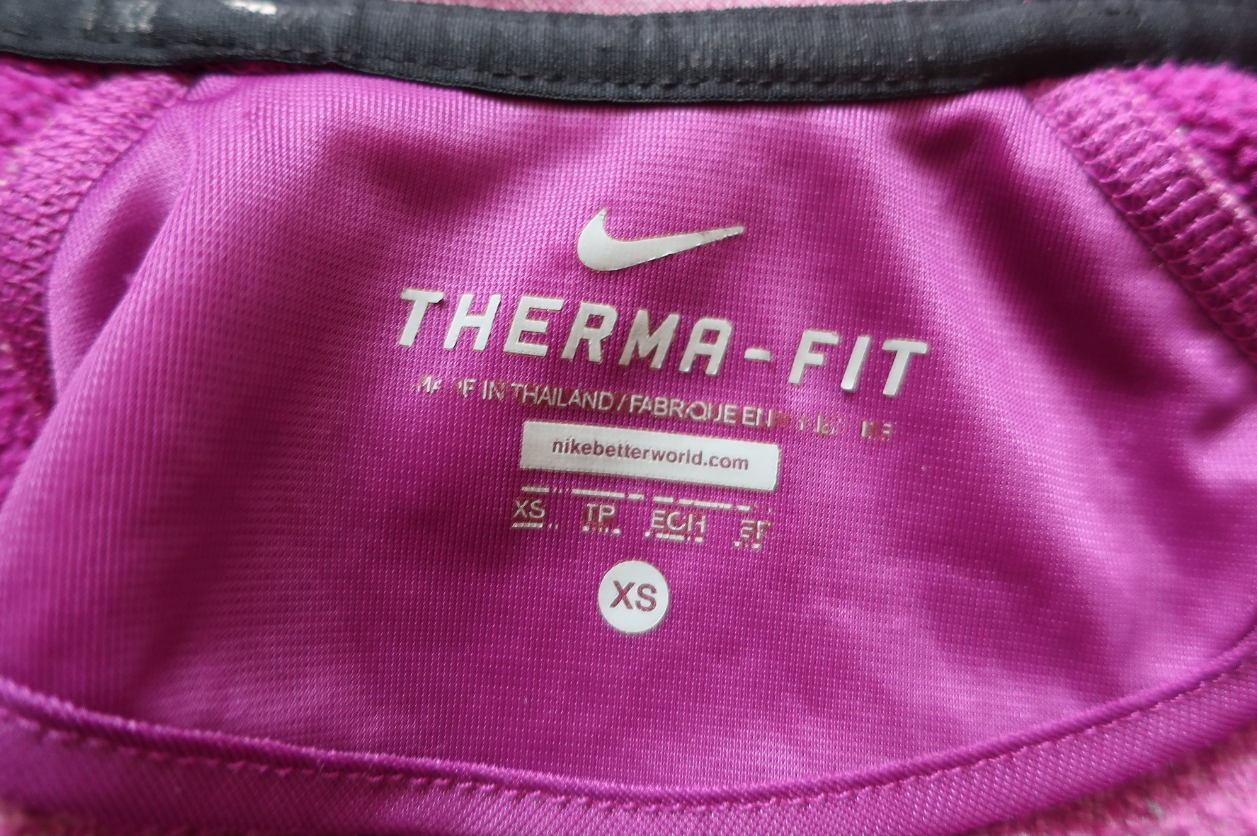 THERMA-FIT
IN THAILAND / FABRIQUE EN
nikebetterworld.com
XS TP ECH
XS